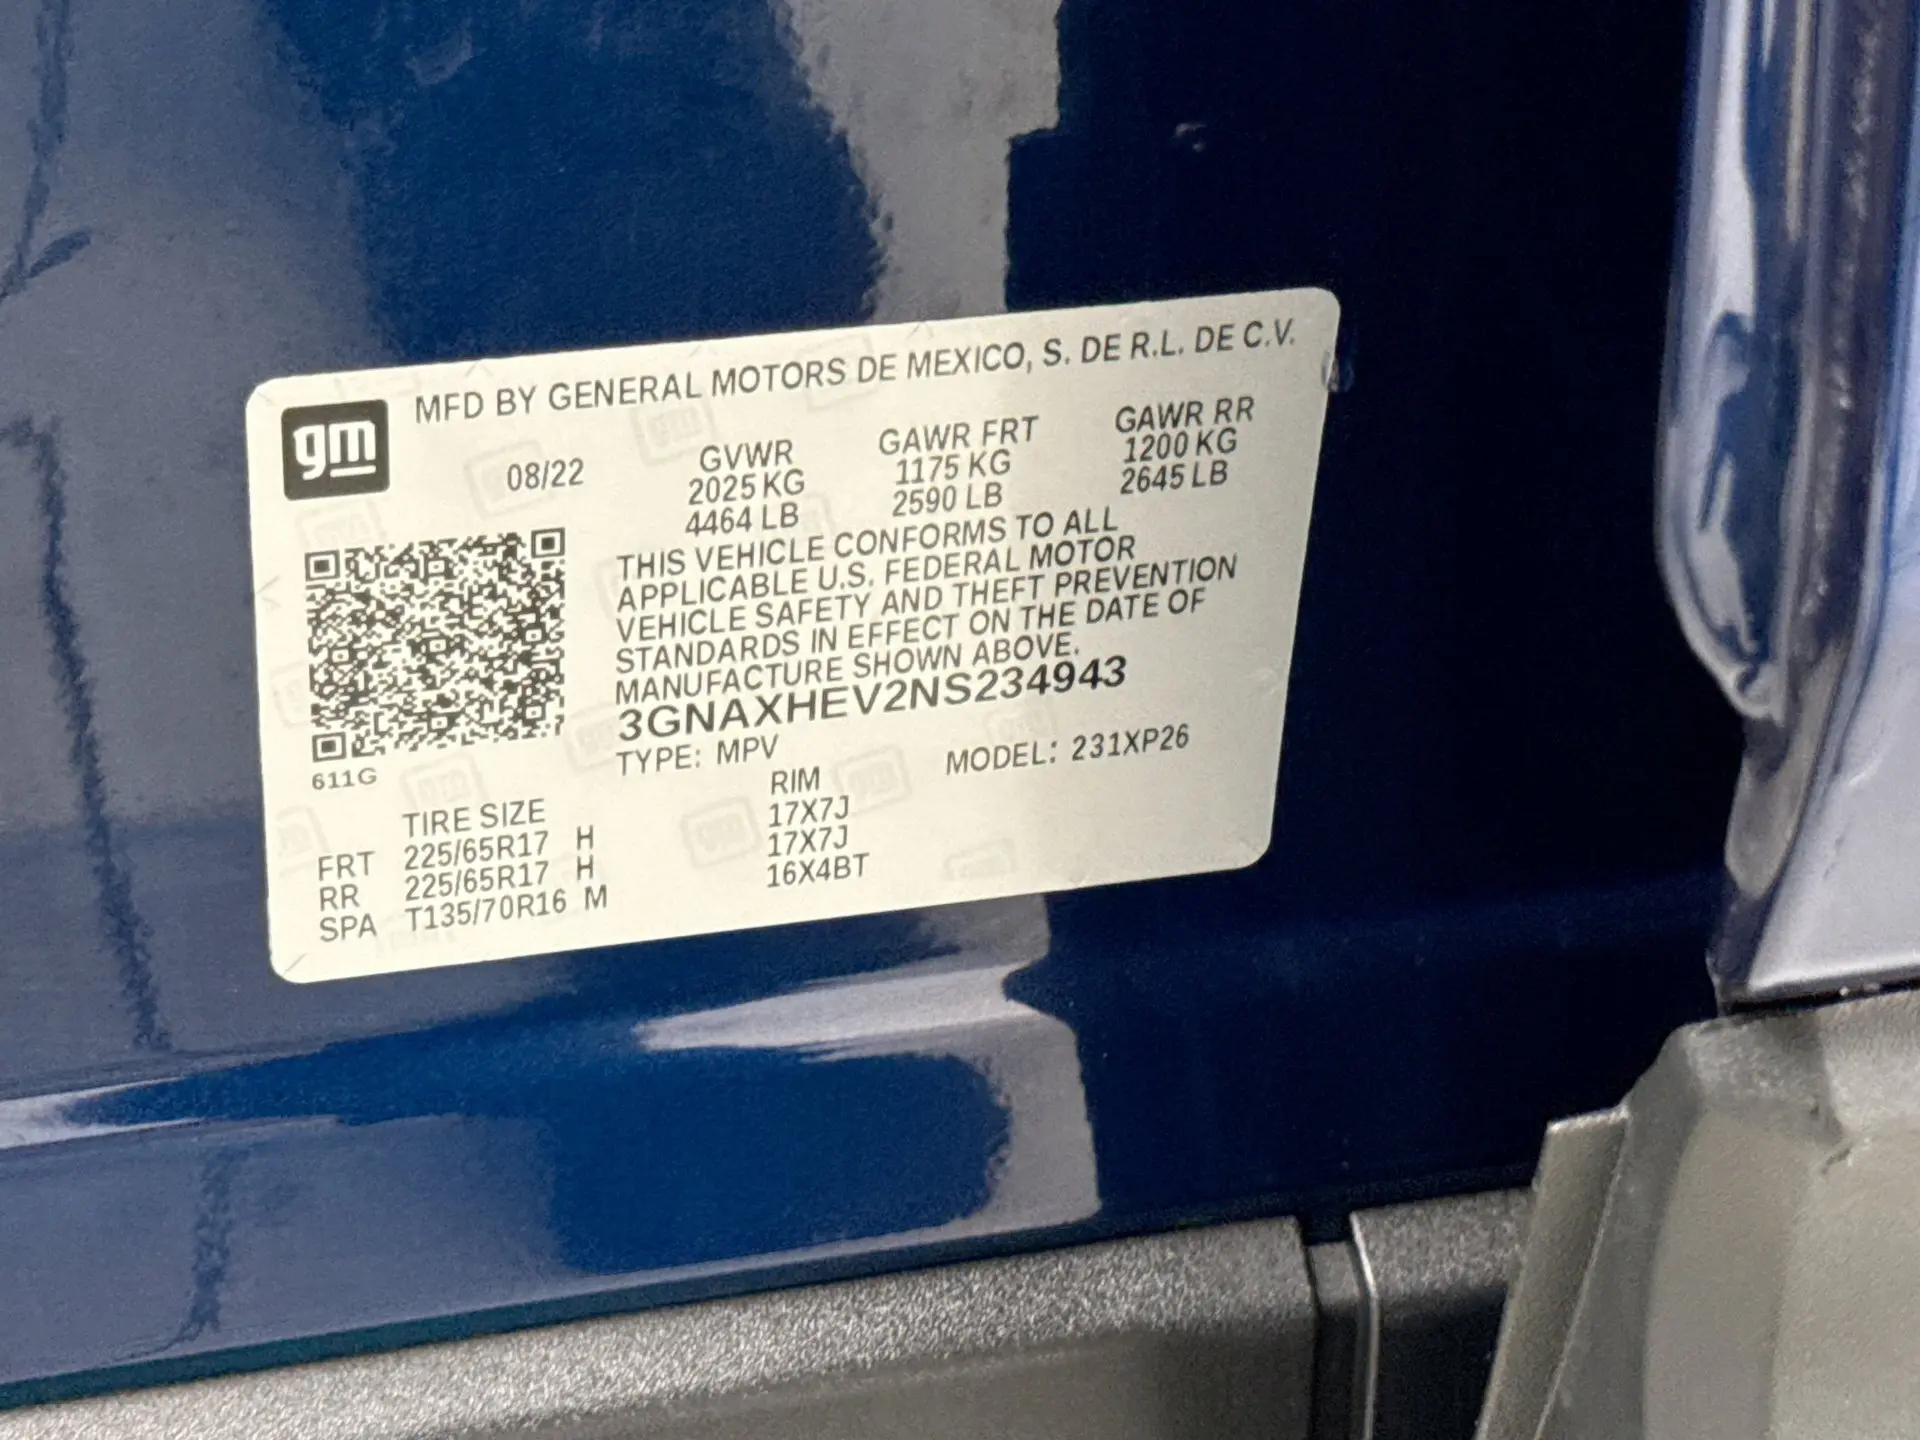 MFD BY GENERAL MOTORS DE MEXICO, S. DE R.L. DE C.V.
gm
08/22
GVWR
2025 KG
4464 LB
GAWR FRT
1175 KG
2590 LB
GAWR RR
1200 KG
2645 LB
THIS VEHICLE CONFORMS TO ALL
APPLICABLE U.S. FEDERAL MOTOR
VEHICLE SAFETY AND THEFT PREVENTION
STANDARDS IN EFFECT ON THE DATE OF
MANUFACTURE SHOWN ABOVE.
3GNAXHEV2NS234943
TYPE: MPV MODEL: 231XP26
611G
TIRE SIZE RIM
FRT 225/65R17 H 17X7J
RR 225/65R17 H 17X7J
SPA T135/70R16 M 16X4BT